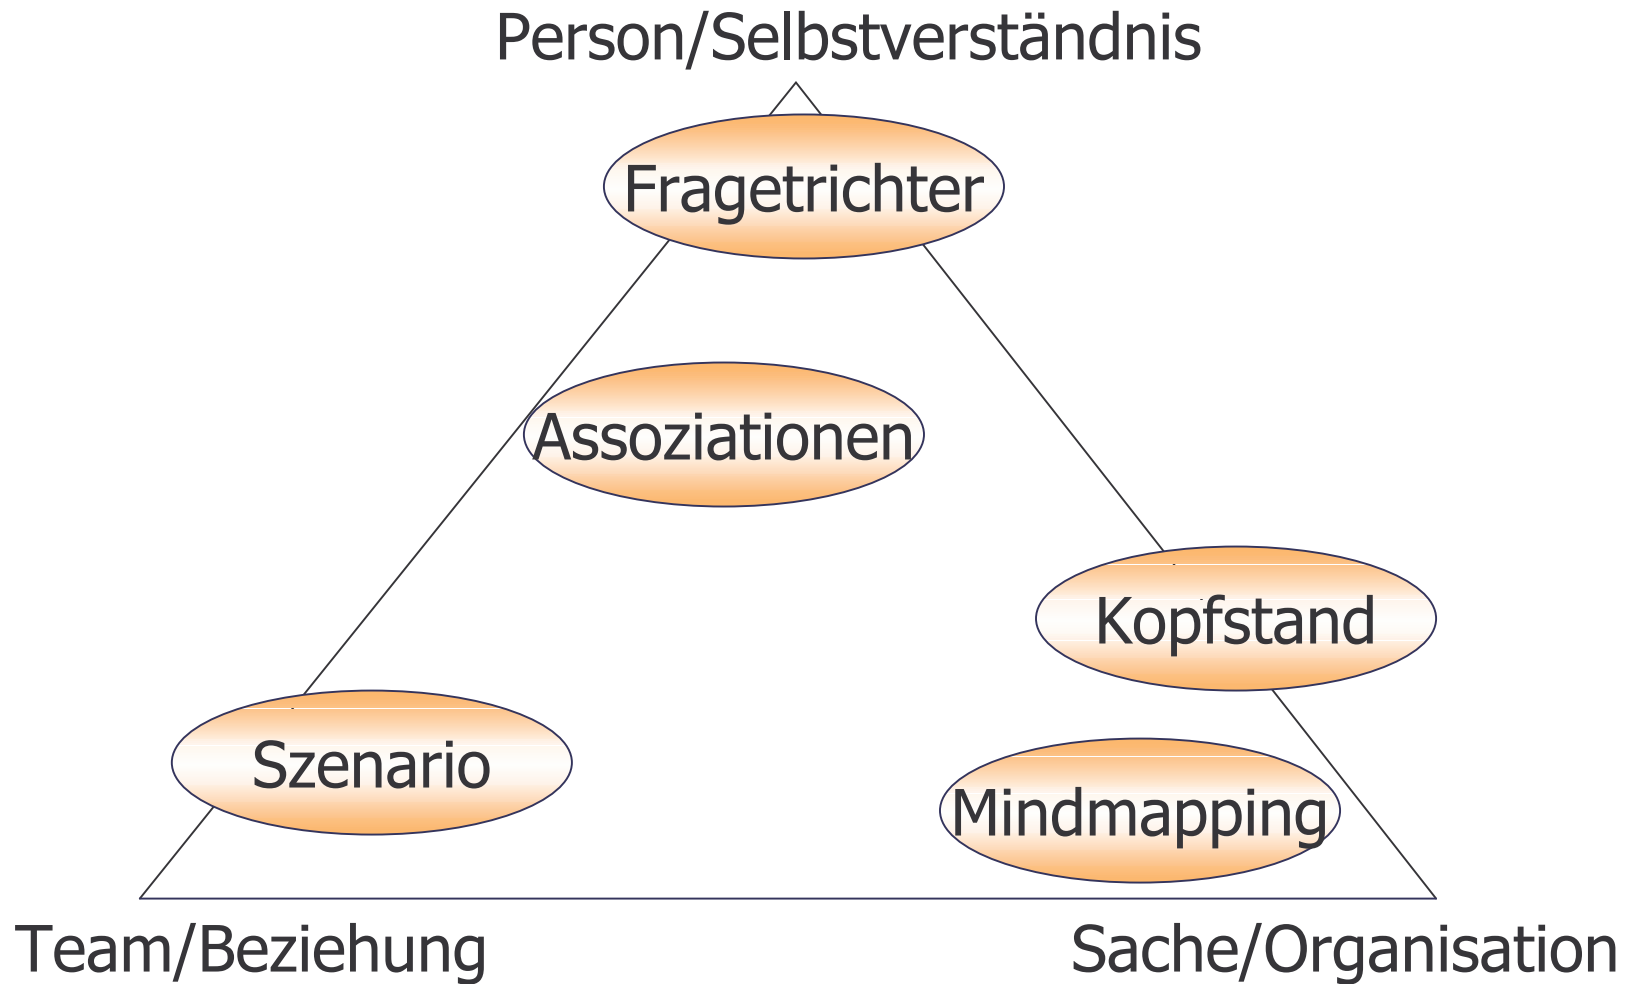 Person/Selbstverständnis
Fragetrichter
Assoziationen
Kopfstand
Szenario
Mindmapping
Team/Beziehung
Sache/Organisation